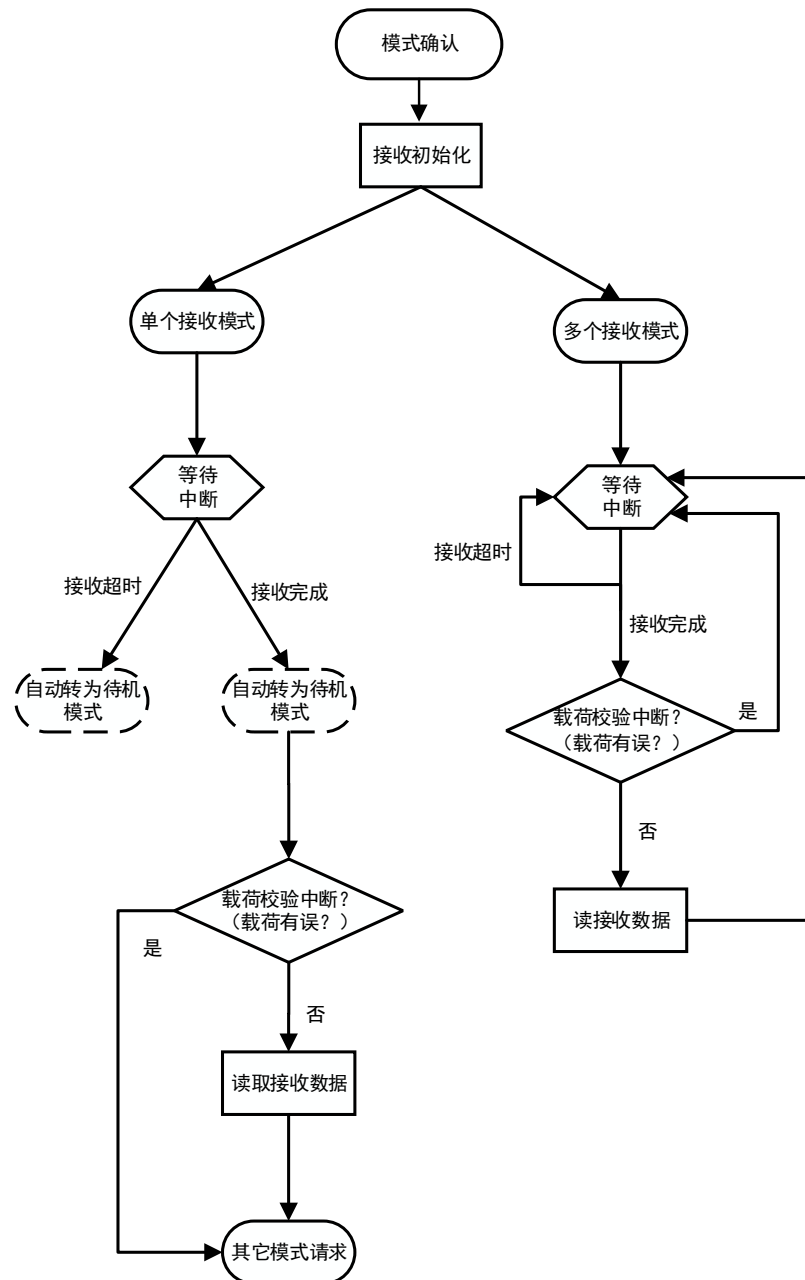 模式确认
接收初始化
单个接收模式
多个接收模式
等待
中断
等待
中断
接收超时
接收超时
接收完成
接收完成
自动转为待机
模式
自动转为待机
模式
载荷校验中断？
（载荷有误？）
是
否
载荷校验中断？
（载荷有误？）
读接收数据
是
否
读取接收数据
其它模式请求